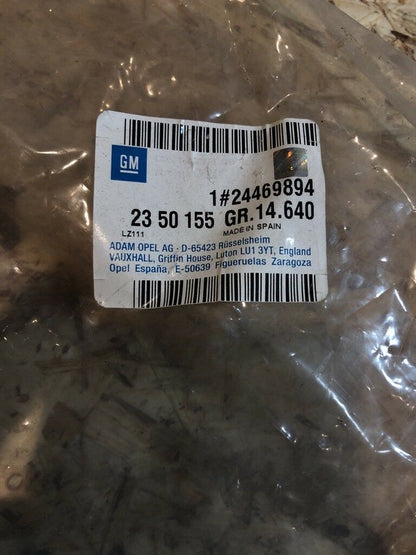 GM
1#24469894
23 50 155 GR.14.640
LZ111 MADE IN SPAIN
ADAM OPEL AG · D-65423 Rüsselsheim
VAUXHALL, Griffin House, Luton LU1 3YT, England
Opel España, E-50639 Figueruelas Zaragoza